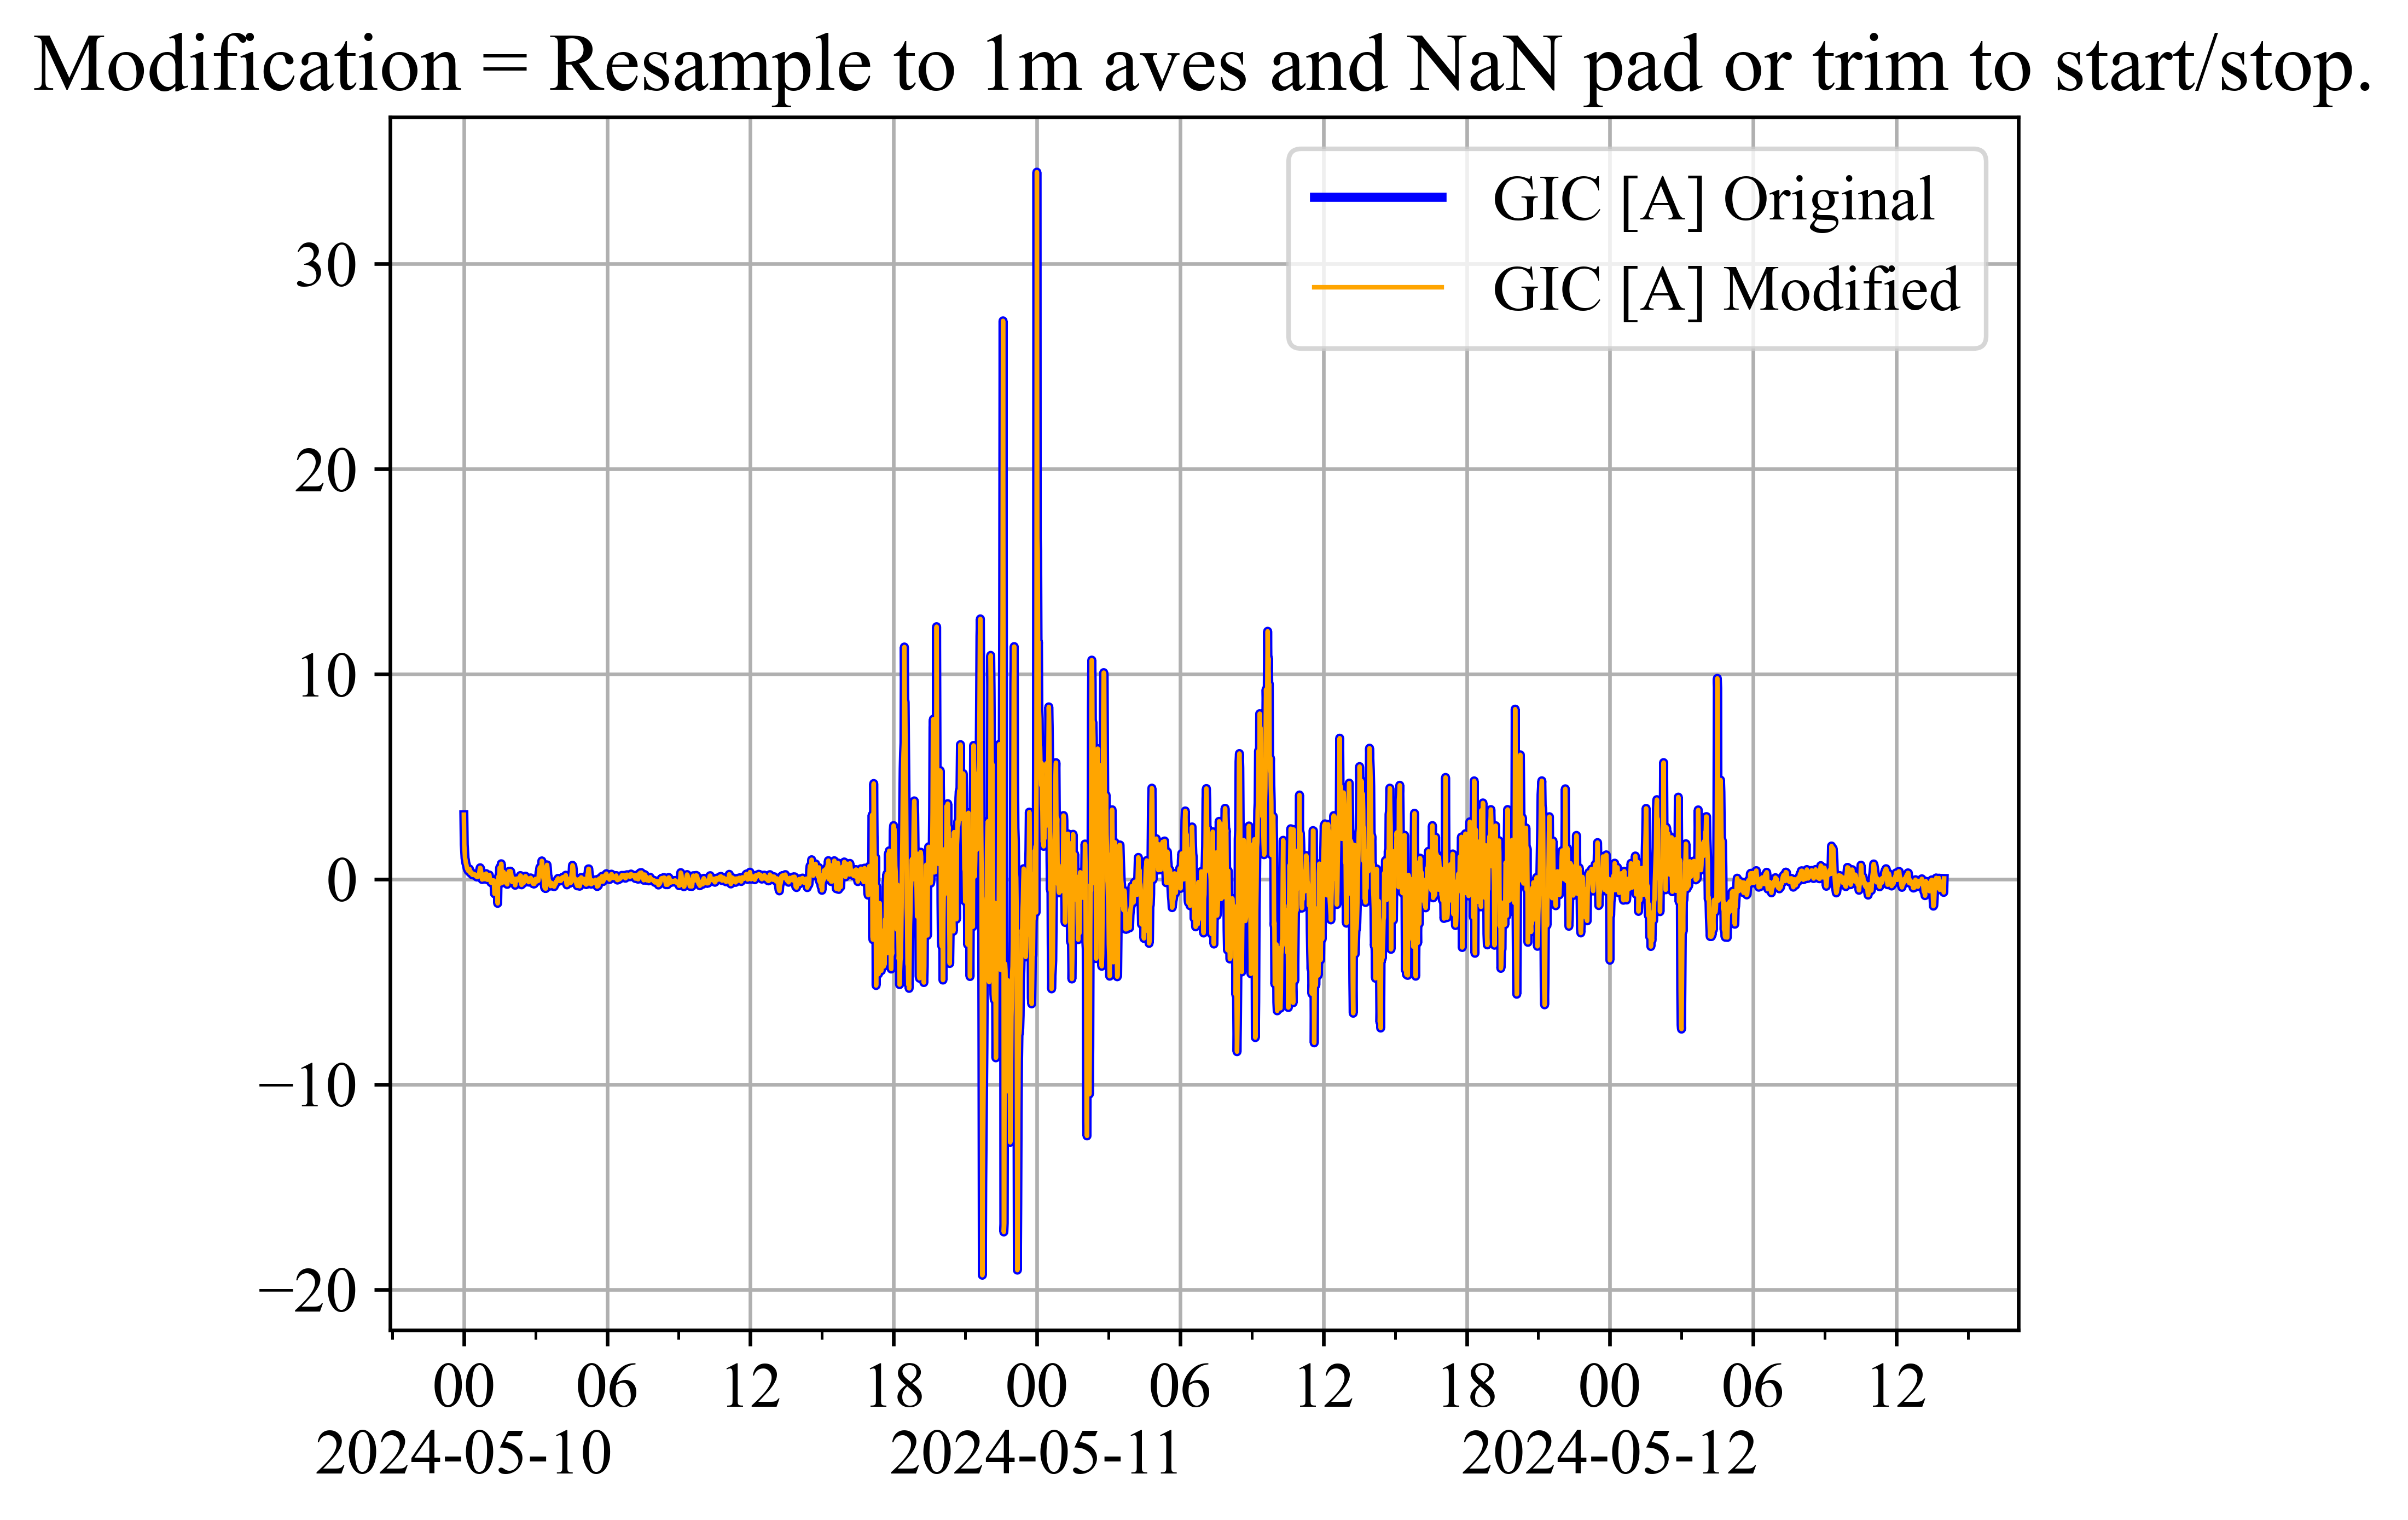 Modification = Resample to 1m aves and NaN pad or trim to start/stop.
GIC [A] Original
GIC [A] Modified
30
20
10
0
−10
−20
00 06 12 18 00 06 12 18 00 06 12
2024-05-10 2024-05-11 2024-05-12